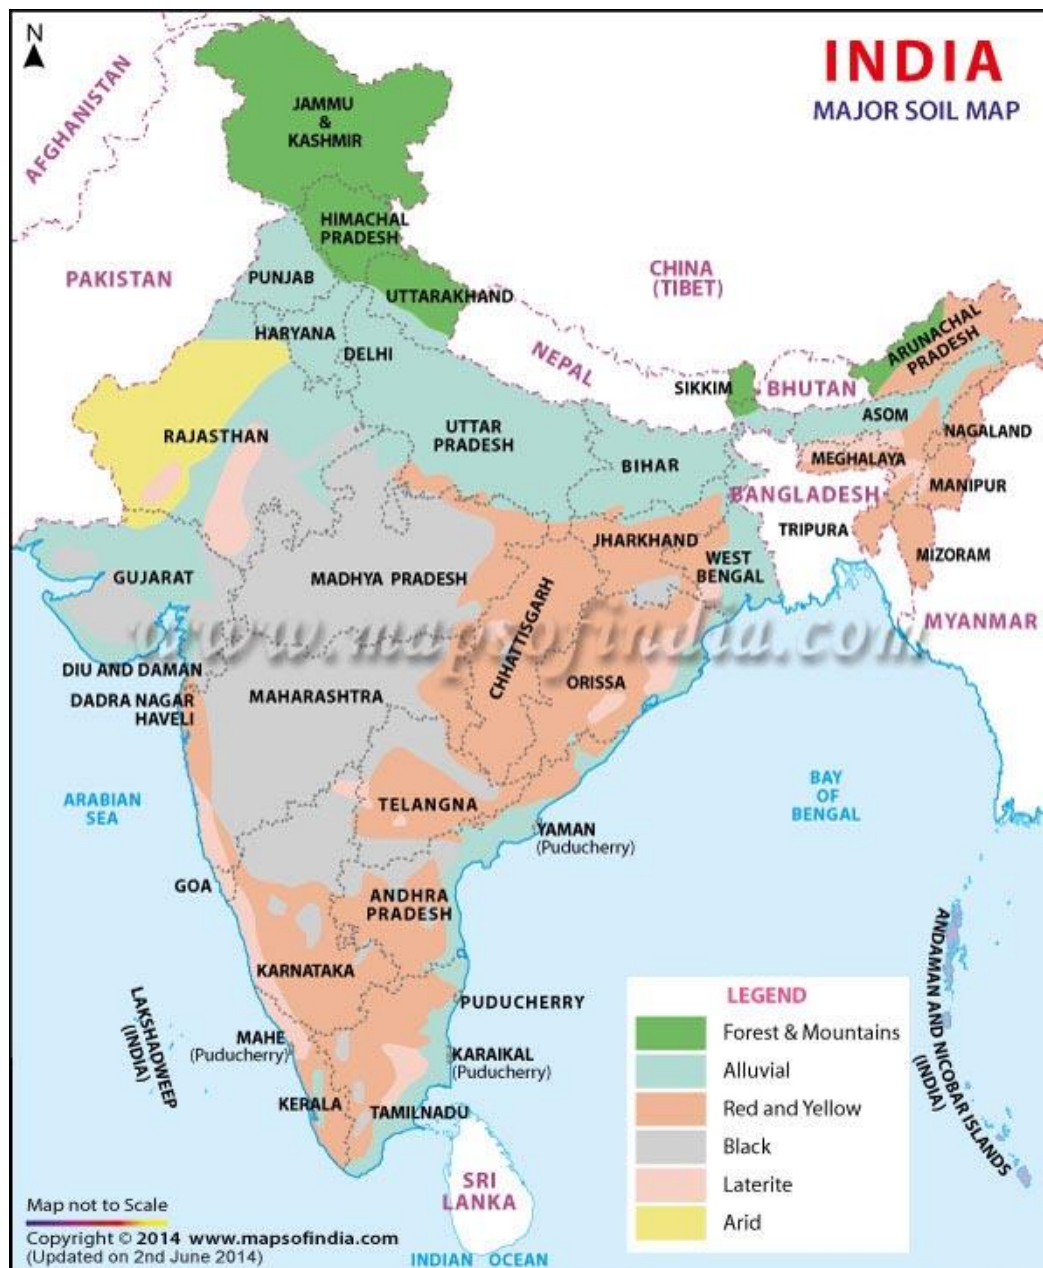 N
INDIA
MAJOR SOIL MAP
AFGHANISTAN
JAMMU
&
KASHMIR
HIMACHAL
PRADESH
PAKISTAN
PUNJAB
UTTARAKHAND
CHINA
(TIBET)
HARYANA
DELHI
NEPAL
SIKKIM
BHUTAN
ARUNACHAL
PRADESH
RAJASTHAN
UTTAR
PRADESH
BIHAR
ASOM
NAGALAND
MEGHALAYA
MANIPUR
BANGLADESH
TRIPURA
MIZORAM
JHARKHAND
WEST
BENGAL
GUJARAT
MADHYA PRADESH
CHHATTISGARH
www.mapsofindia.com
MYANMAR
DIU AND DAMAN
DADRA NAGAR
HAVELI
MAHARASHTRA
ORISSA
ARABIAN
SEA
TELANGNA
BAY
OF
BENGAL
YAMAN
(Puducherry)
GOA
ANDHRA
PRADESH
KARNATAKA
PUDUCHERRY
LAKSHADWEEP
(INDIA)
MAHE
(Puducherry)
KARAIKAL
(Puducherry)
KERALA
TAMILNADU
SRI
LANKA
INDIAN OCEAN
ANDAMAN AND NICOBAR ISLANDS
(INDIA)
LEGEND
Forest & Mountains
Alluvial
Red and Yellow
Black
Laterite
Arid
Map not to Scale
Copyright © 2014 www.mapsofindia.com
(Updated on 2nd June 2014)